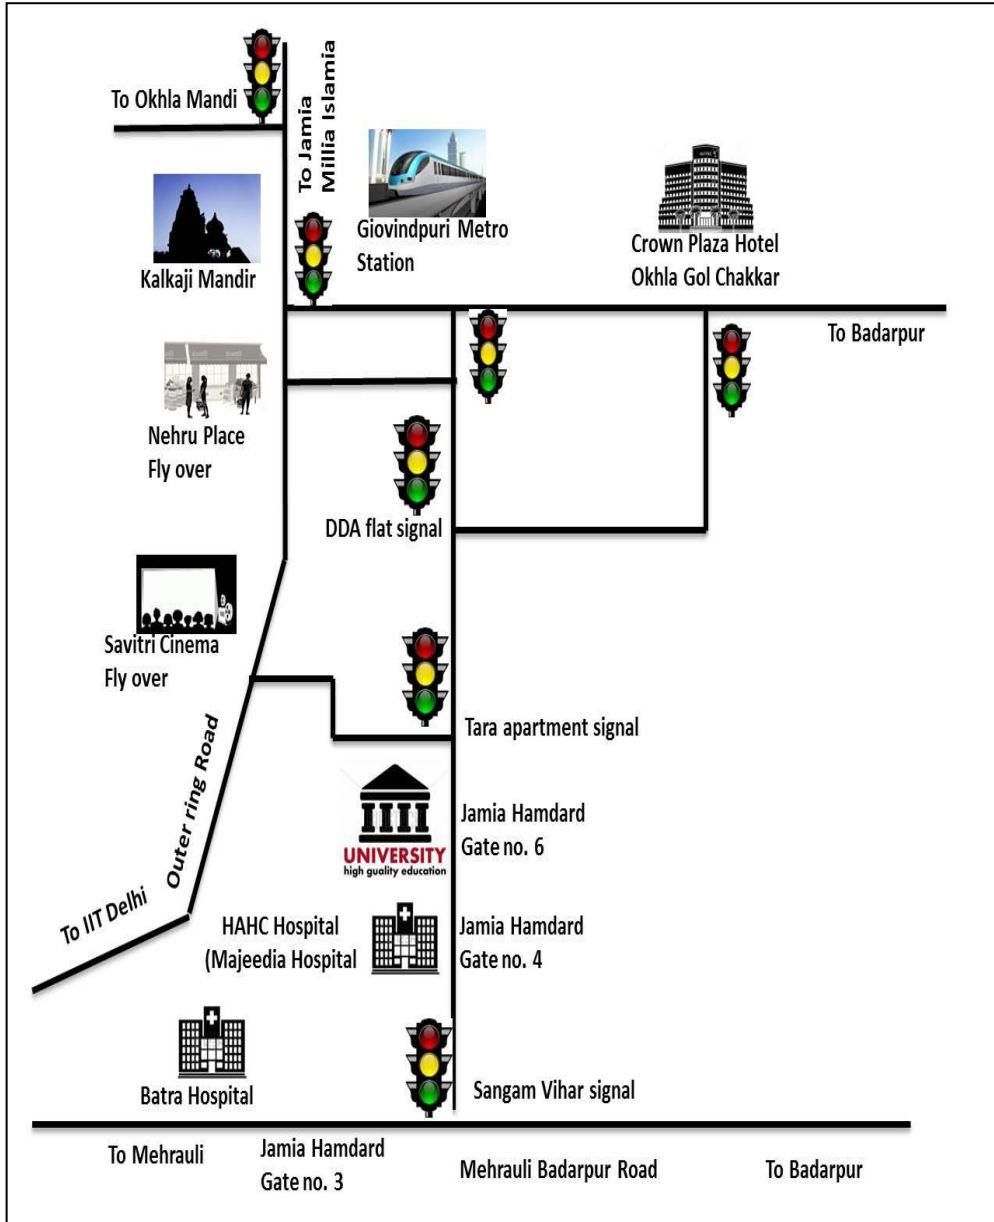 To Okhla Mandi
To Jamia
Millia Islamia
Giovindpuri Metro
Station
Crown Plaza Hotel
Okhla Gol Chakkar
Kalkaji Mandir
To Badarpur
Nehru Place
Fly over
DDA flat signal
Savitri Cinema
Fly over
Tara apartment signal
Outer ring Road
Jamia Hamdard
Gate no. 6
UNIVERSITY
high guality education
To IIT Delhi
HAHC Hospital
(Majeedia Hospital
Jamia Hamdard
Gate no. 4
Batra Hospital
Sangam Vihar signal
To Mehrauli
Jamia Hamdard
Gate no. 3
Mehrauli Badarpur Road
To Badarpur